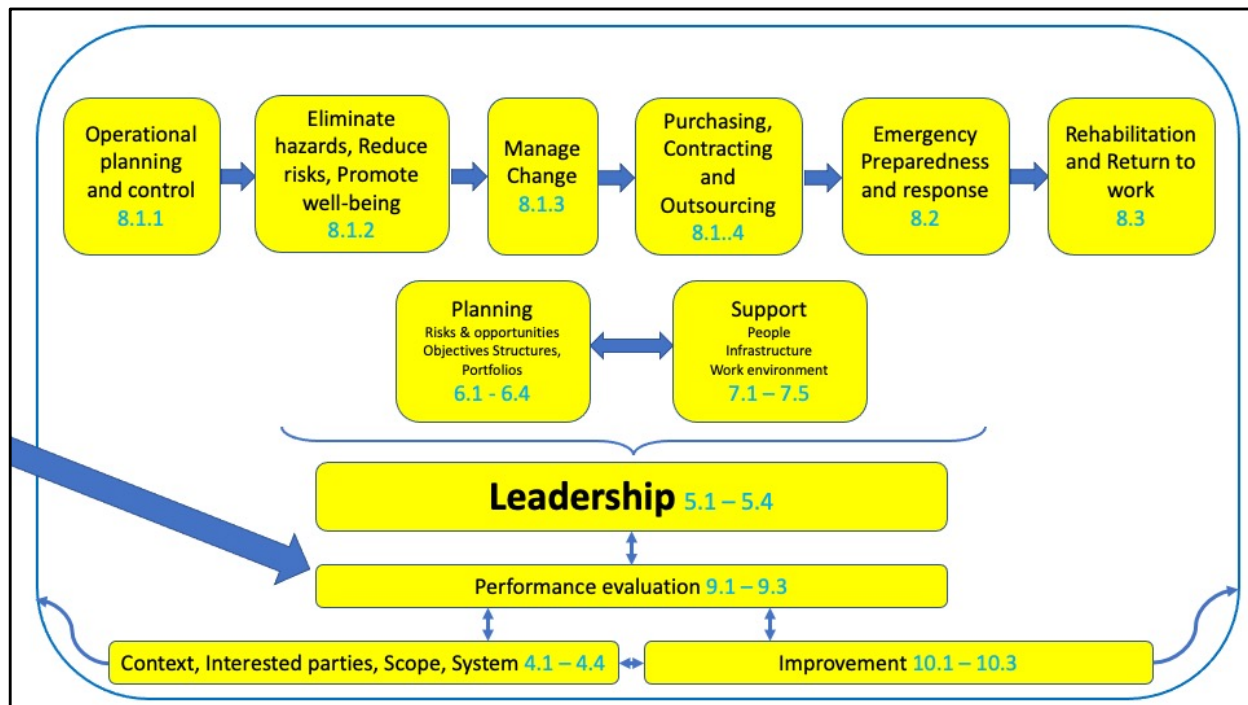 Operational
planning
and control
8.1.1
Eliminate
hazards, Reduce
risks, Promote
well-being
8.1.2
Manage
Change
8.1.3
Purchasing,
Contracting
and
Outsourcing
8.1..4
Emergency
Preparedness
and response
8.2
Rehabilitation
and Return to
work
8.3
Planning
Risks & opportunities
Objectives Structures,
Portfolios
6.1 - 6.4
Support
People
Infrastructure
Work environment
7.1 – 7.5
Leadership 5.1 – 5.4
Performance evaluation 9.1 – 9.3
Context, Interested parties, Scope, System 4.1 – 4.4
Improvement 10.1 – 10.3